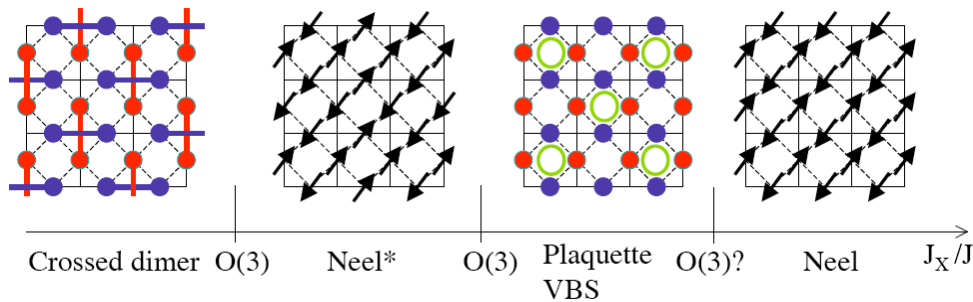 Crossed dimer O(3) Neel* O(3) Plaquette O(3)? Neel J_X/J
VBS